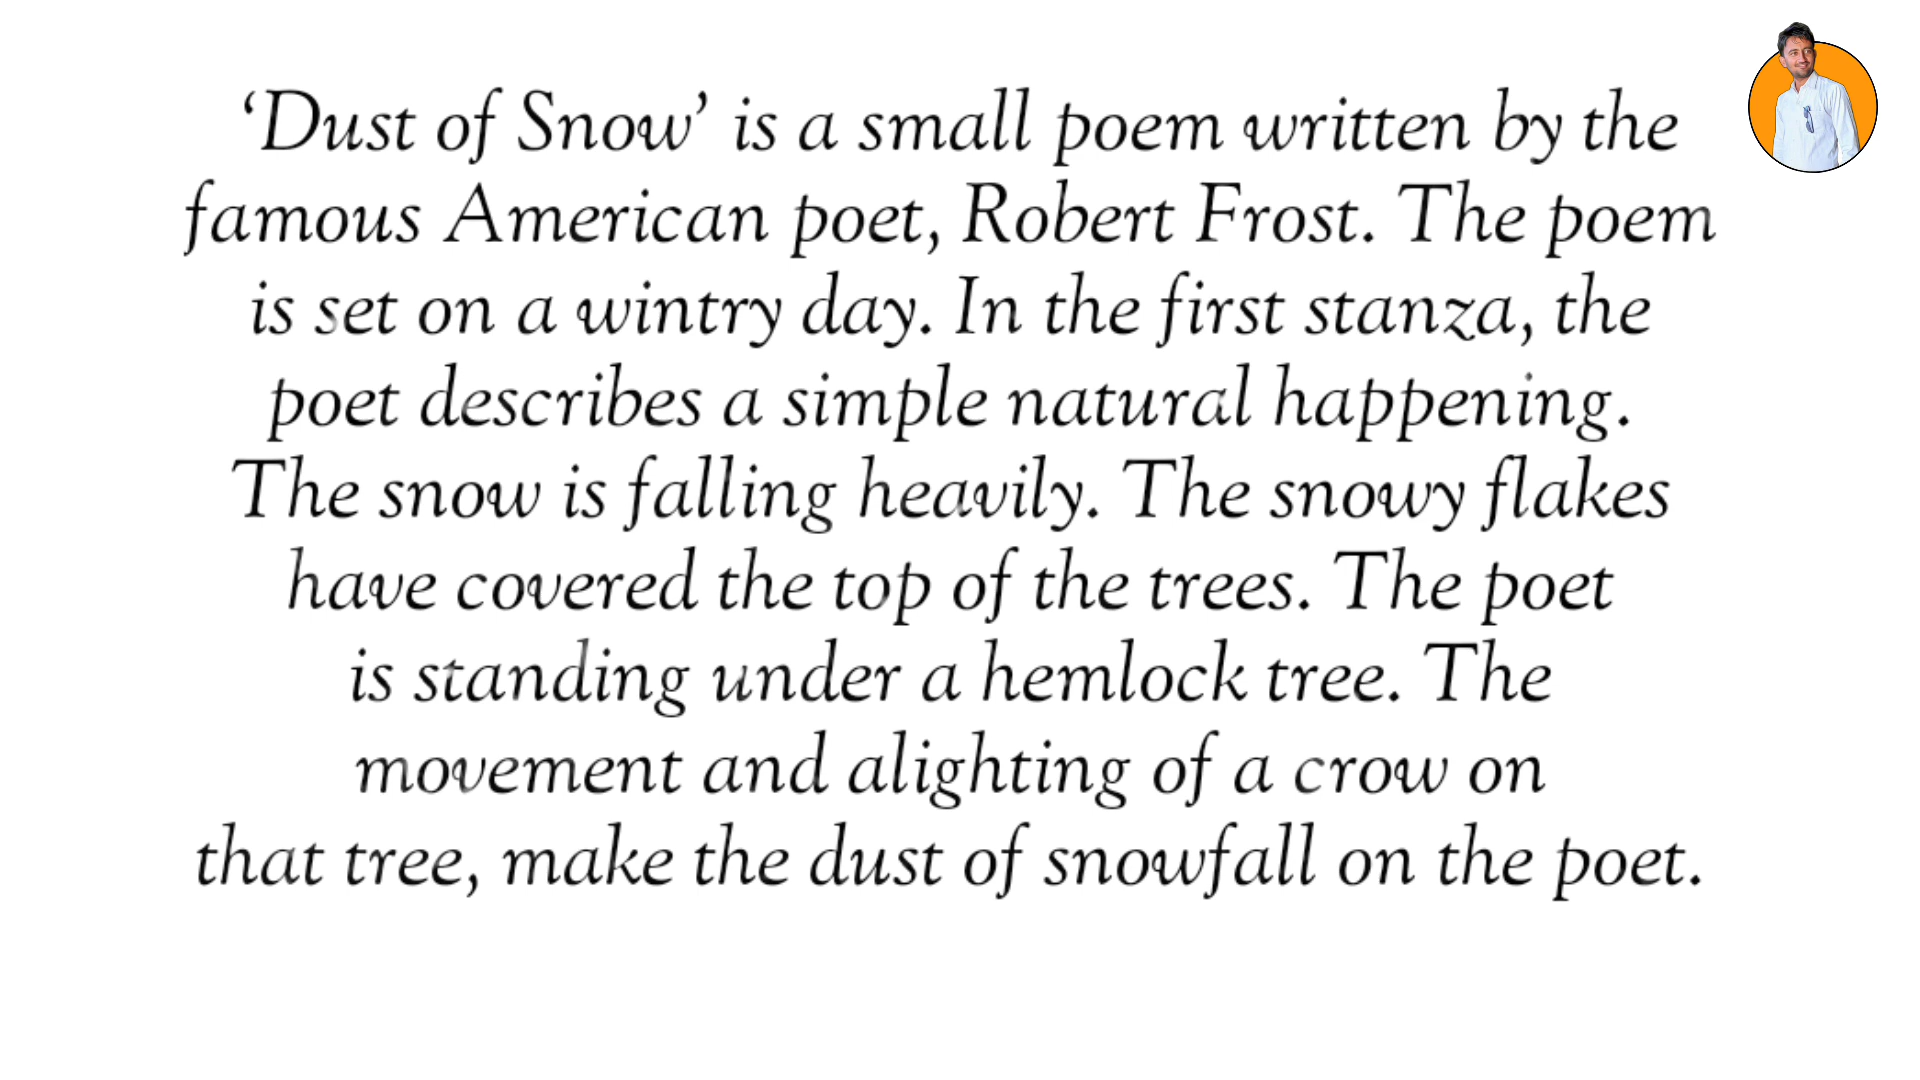 ‘Dust of Snow’ is a small poem written by the
famous American poet, Robert Frost. The poem
is set on a wintry day. In the first stanza, the
poet describes a simple natural happening.
The snow is falling heavily. The snowy flakes
have covered the top of the trees. The poet
is standing under a hemlock tree. The
movement and alighting of a crow on
that tree, make the dust of snowfall on the poet.